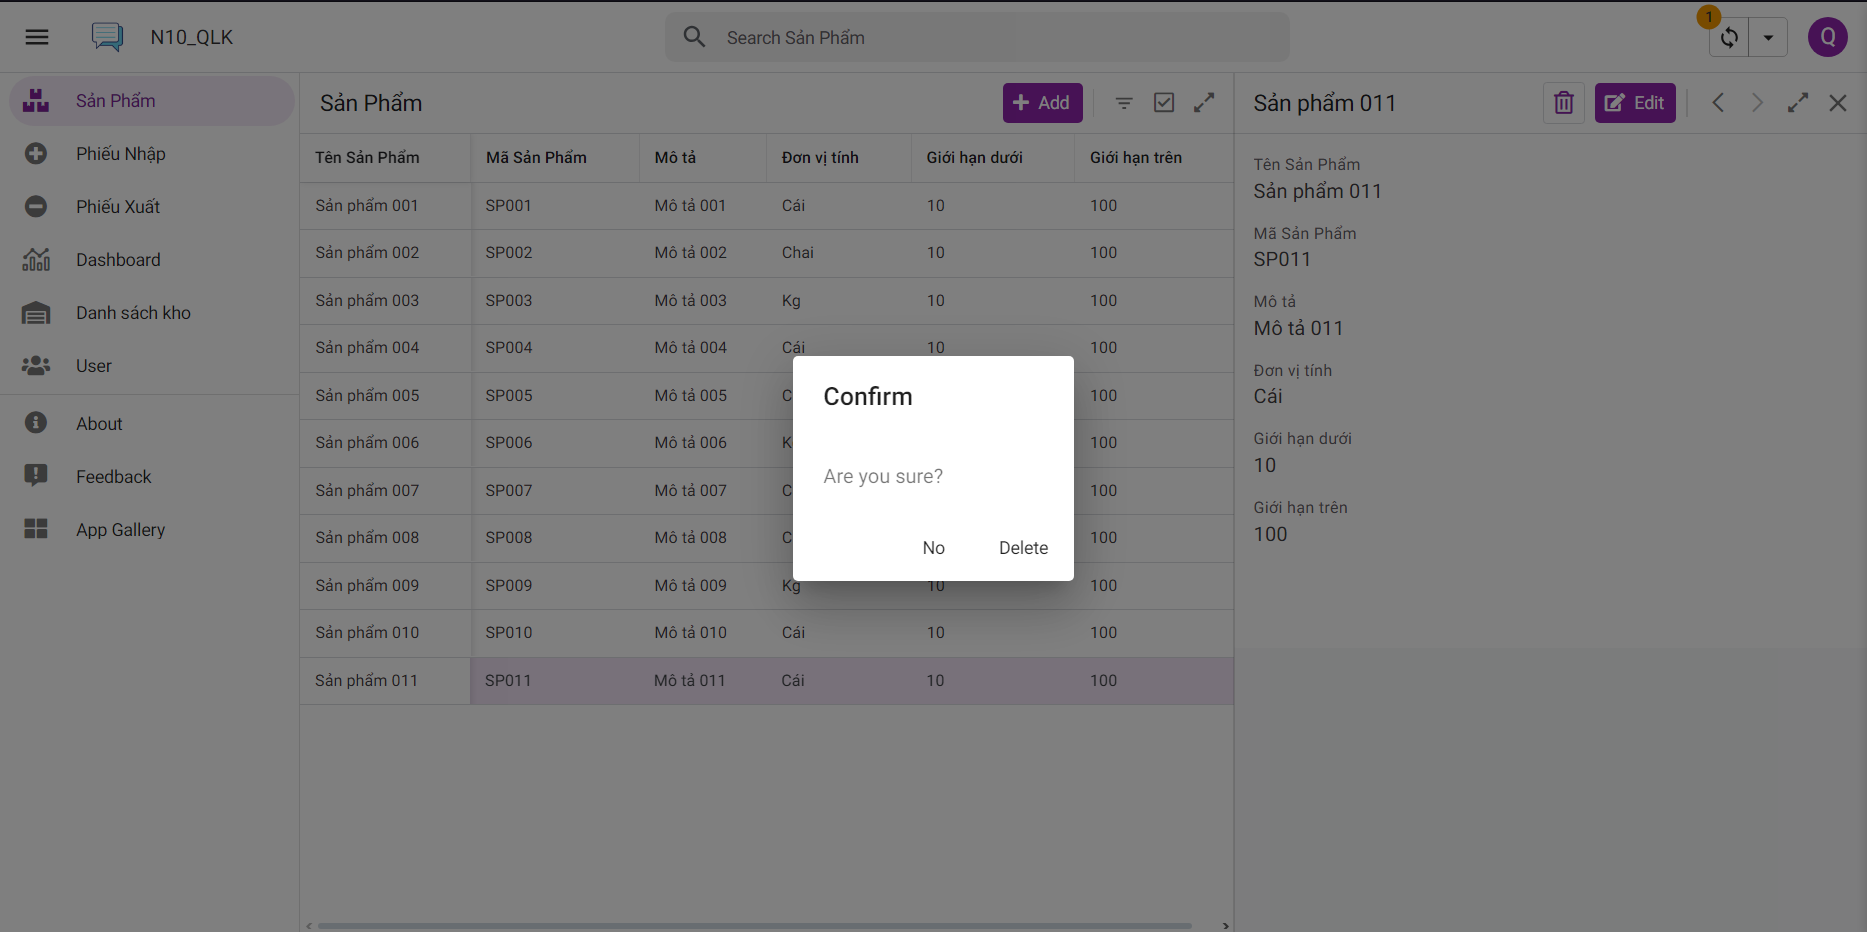 N10_QLK
Search Sản Phẩm
1
Q
Sản Phẩm
Phiếu Nhập
Phiếu Xuất
Dashboard
Danh sách kho
User
About
Feedback
App Gallery
Sản Phẩm
Add
Tên Sản Phẩm Mã Sản Phẩm Mô tả Đơn vị tính Giới hạn dưới Giới hạn trên
Sản phẩm 001 SP001 Mô tả 001 Cái 10 100
Sản phẩm 002 SP002 Mô tả 002 Chai 10 100
Sản phẩm 003 SP003 Mô tả 003 Kg 10 100
Sản phẩm 004 SP004 Mô tả 004 Cái 10 100
Sản phẩm 005 SP005 Mô tả 005 C 100
Sản phẩm 006 SP006 Mô tả 006 K 100
Sản phẩm 007 SP007 Mô tả 007 C 100
Sản phẩm 008 SP008 Mô tả 008 C 100
Sản phẩm 009 SP009 Mô tả 009 Kg 10 100
Sản phẩm 010 SP010 Mô tả 010 Cái 10 100
Sản phẩm 011 SP011 Mô tả 011 Cái 10 100
Confirm
Are you sure?
No Delete
Sản phẩm 011
Edit
Tên Sản Phẩm
Sản phẩm 011
Mã Sản Phẩm
SP011
Mô tả
Mô tả 011
Đơn vị tính
Cái
Giới hạn dưới
10
Giới hạn trên
100